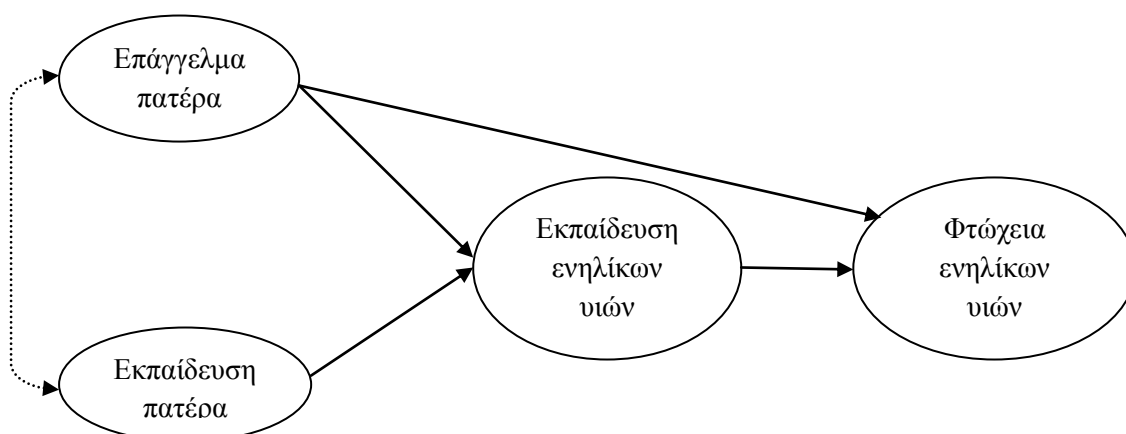 Επάγγελμα
πατέρα
Εκπαίδευση
ενηλίκων
υιών
Φτώχεια
ενηλίκων
υιών
Εκπαίδευση
πατέρα